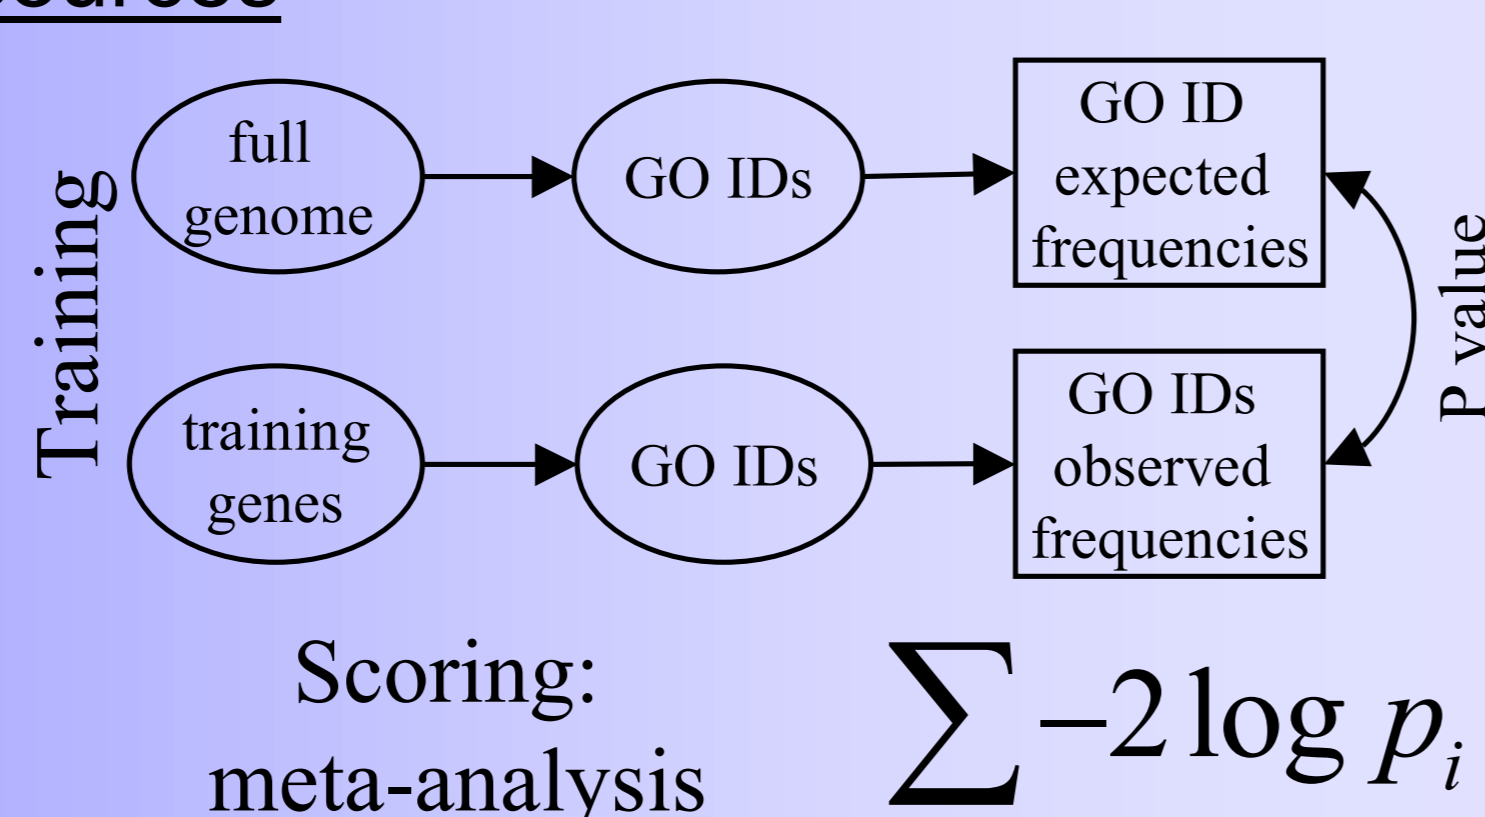 Training
full
genome
GO IDs
GO ID
expected
frequencies
training
genes
GO IDs
GO IDs
observed
frequencies
P value
Scoring:
meta-analysis
∑ −2 log pᵢ